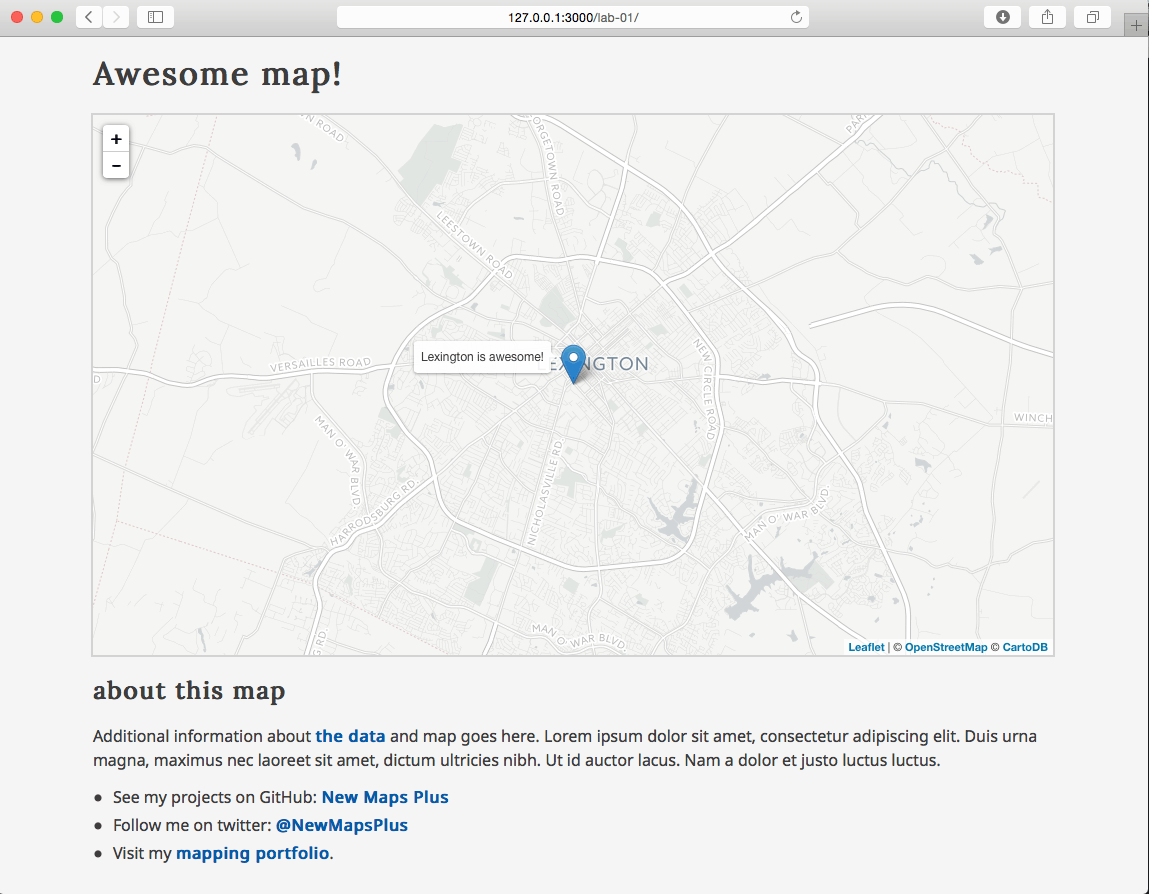 127.0.0.1:3000/lab-01/
Awesome map!
+
−
N ROAD
ORGETOWN ROAD
PAR
LEESTOWN ROAD
VERSAILLES ROAD
Lexington is awesome!
NGTON
NEW CIRCLE ROAD
D
MAN O' WAR BLVD
WINCH
NICHOLASVILLE RD
HARRODSBURG RD.
MAN O' WAR BLVD.
MAN O' WAR BLVD.
G RD.
Leaflet | © OpenStreetMap © CartoDB
about this map
Additional information about the data and map goes here. Lorem ipsum dolor sit amet, consectetur adipiscing elit. Duis urna
magna, maximus nec laoreet sit amet, dictum ultricies nibh. Ut id auctor lacus. Nam a dolor et justo luctus luctus.
• See my projects on GitHub: New Maps Plus
• Follow me on twitter: @NewMapsPlus
• Visit my mapping portfolio.